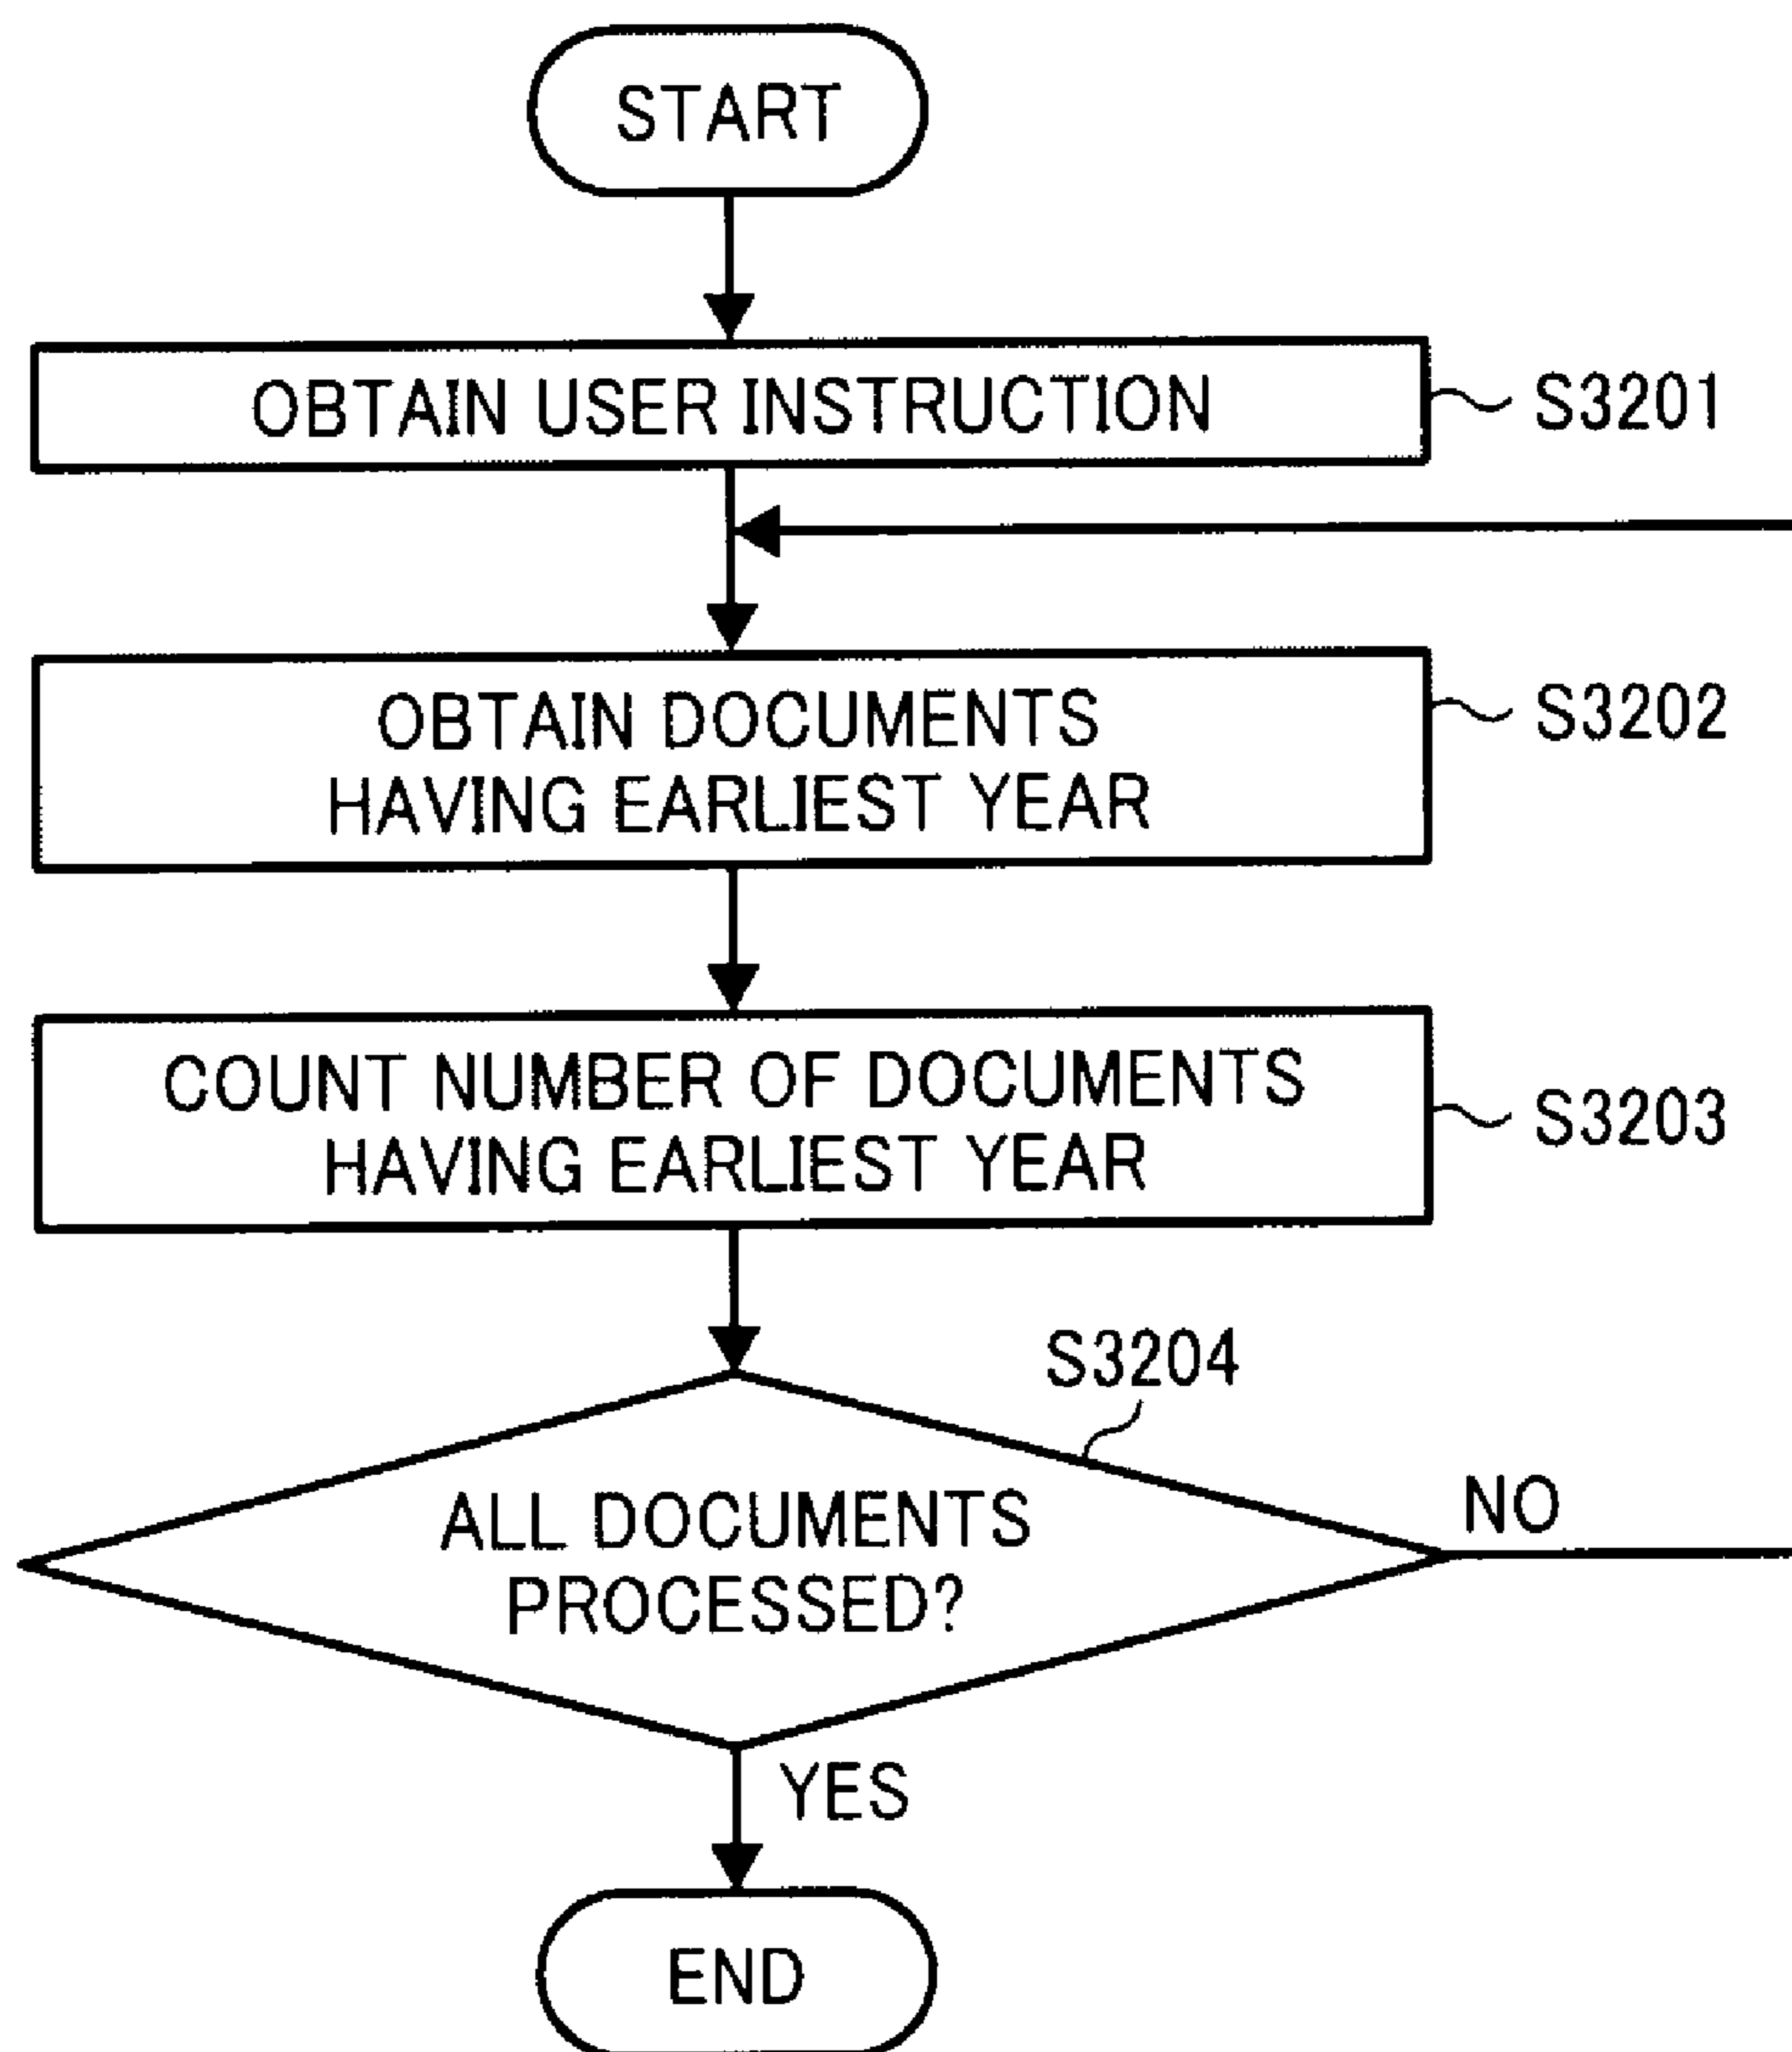 START
OBTAIN USER INSTRUCTION
S3201
OBTAIN DOCUMENTS
HAVING EARLIEST YEAR
S3202
COUNT NUMBER OF DOCUMENTS
HAVING EARLIEST YEAR
S3203
S3204
ALL DOCUMENTS
PROCESSED?
NO
YES
END